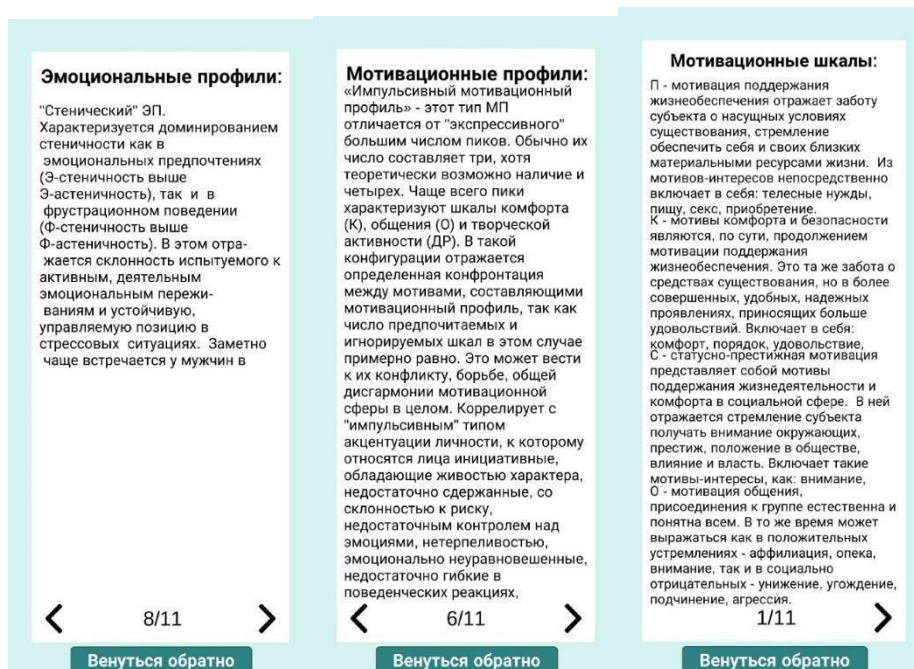 Эмоциональные профили:
"Стенический" ЭП.
Характеризуется доминированием
стеничности как в
эмоциональных предпочтениях
(Э-стеничность выше
Э-астеничность), так и в
фрустрационном поведении
(Ф-стеничность выше
Ф-астеничность). В этом отра-
жается склонность испытуемого к
активным, деятельным
эмоциональным пережи-
ваниям и устойчивую,
управляемую позицию в
стрессовых ситуациях. Заметно
чаще встречается у мужчин в
8/11
Венуться обратно
Мотивационные профили:
«Импульсивный мотивационный
профиль» - этот тип МП
отличается от "экспрессивного"
большим числом пиков. Обычно их
число составляет три, хотя
теоретически возможно наличие и
четырех. Чаще всего пики
характеризуют шкалы комфорта
(К), общения (О) и творческой
активности (ДР). В такой
конфигурации отражается
определенная конфронтация
между мотивами, составляющими
мотивационный профиль, так как
число предпочитаемых и
игнорируемых шкал в этом случае
примерно равно. Это может вести
к их конфликту, борьбе, общей
дисгармонии мотивационной
сферы в целом. Коррелирует с
"импульсивным" типом
акцентуации личности, к которому
относятся лица инициативные,
обладающие живостью характера,
недостаточно сдержанные, со
склонностью к риску,
недостаточным контролем над
эмоциями, нетерпеливостью,
эмоционально неуравновешенные,
недостаточно гибкие в
поведенческих реакциях,
6/11
Венуться обратно
Мотивационные шкалы:
П - мотивация поддержания
жизнеобеспечения отражает заботу
субъекта о насущных условиях
существования, стремление
обеспечить себя и своих близких
материальными ресурсами жизни. Из
мотивов-интересов непосредственно
включает в себя: телесные нужды,
пищу, секс, приобретение.
К - мотивы комфорта и безопасности
являются, по сути, продолжением
мотивации поддержания
жизнеобеспечения. Это та же забота о
средствах существования, но в более
совершенных, удобных, надежных
проявлениях, приносящих больше
удовольствий. Включает в себя:
комфорт, порядок, удовольствие,
С - статусно-престижная мотивация
представляет собой мотивы
поддержания жизнедеятельности и
комфорта в социальной сфере. В ней
отражается стремление субъекта
получать внимание окружающих,
престиж, положение в обществе,
влияние и власть. Включает такие
мотивы-интересы, как: внимание,
О - мотивация общения,
присоединения к группе естественна и
понятна всем. В то же время может
выражаться как в положительных
устремлениях - аффилиация, опека,
внимание, так и в социально
отрицательных - унижение, угождение,
подчинение, агрессия.
1/11
Венуться обратно